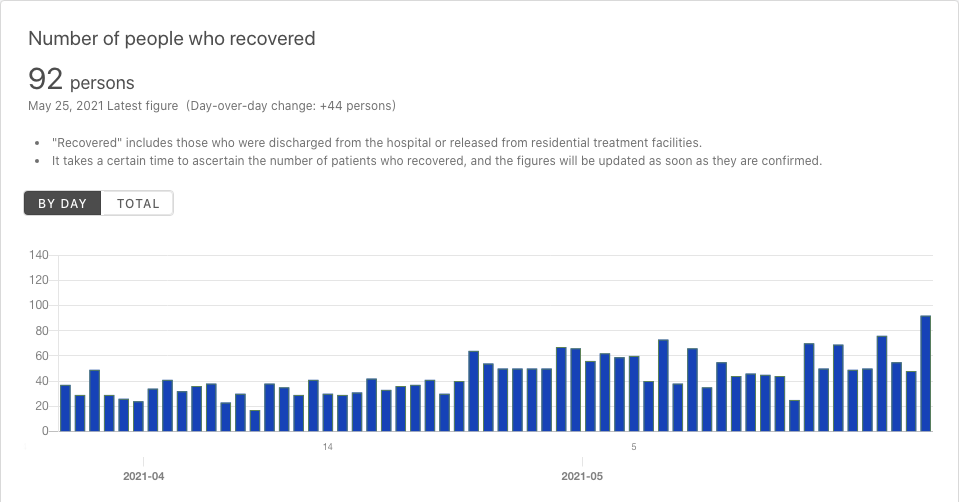 Number of people who recovered
92 persons
May 25, 2021 Latest figure (Day-over-day change: +44 persons)
• "Recovered" includes those who were discharged from the hospital or released from residential treatment facilities.
• It takes a certain time to ascertain the number of patients who recovered, and the figures will be updated as soon as they are confirmed.
BY DAY TOTAL
140
120
100
80
60
40
20
0
14 5
2021-04 2021-05